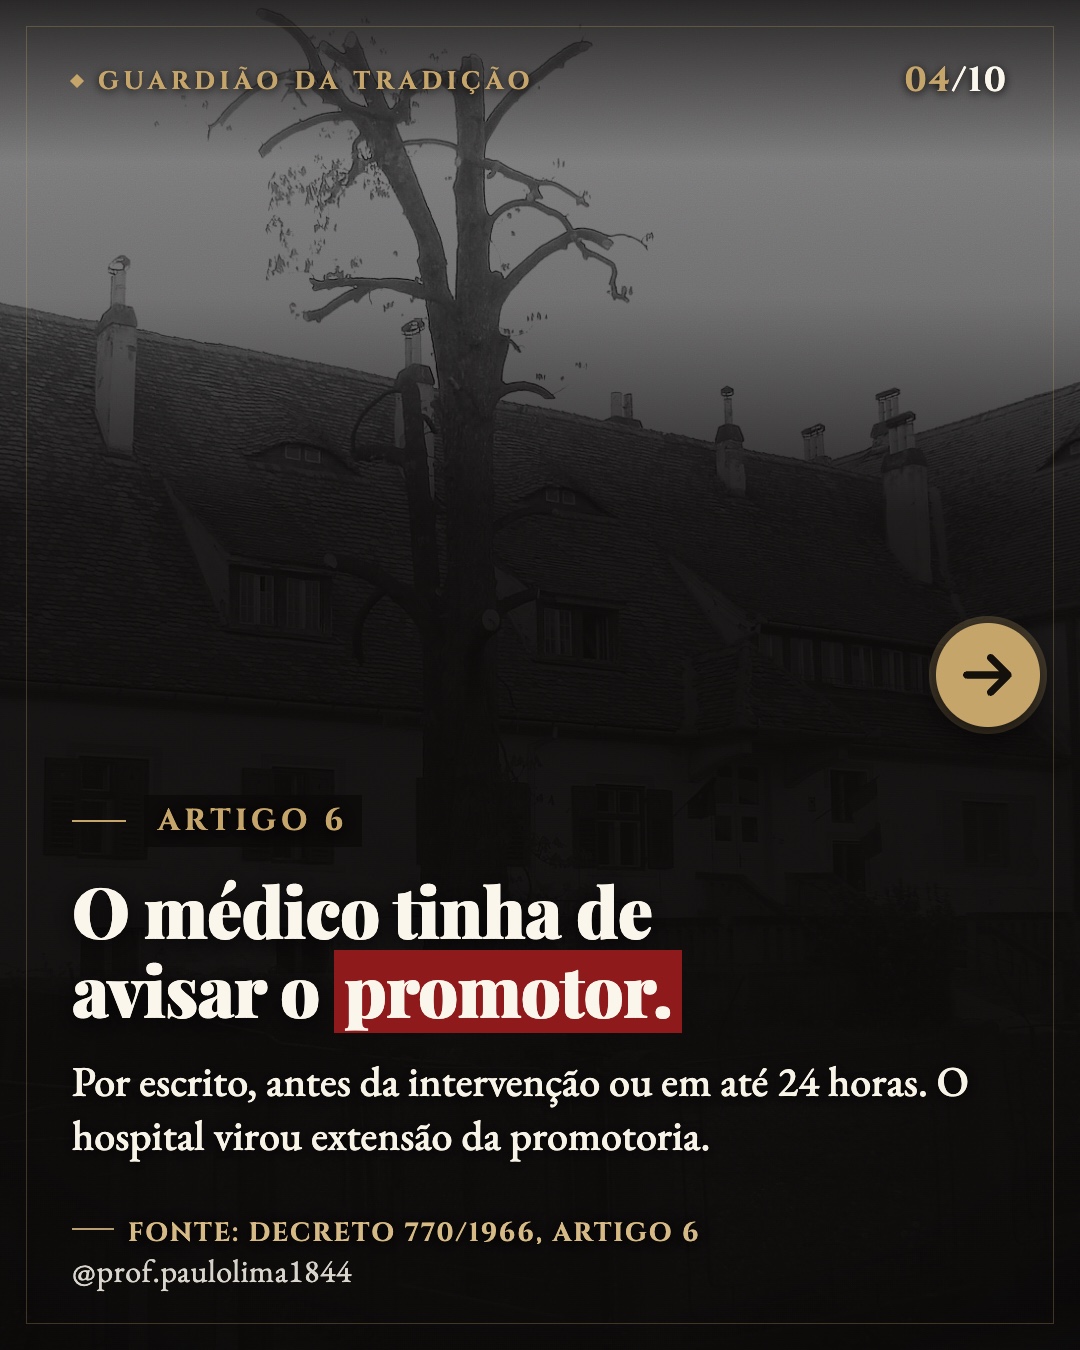 GUARDIÃO DA TRADIÇÃO
04/10
ARTIGO 6
O médico tinha de
avisar o promotor.
Por escrito, antes da intervenção ou em até 24 horas. O
hospital virou extensão da promotoria.
FONTE: DECRETO 770/1966, ARTIGO 6
@prof.paulolima1844